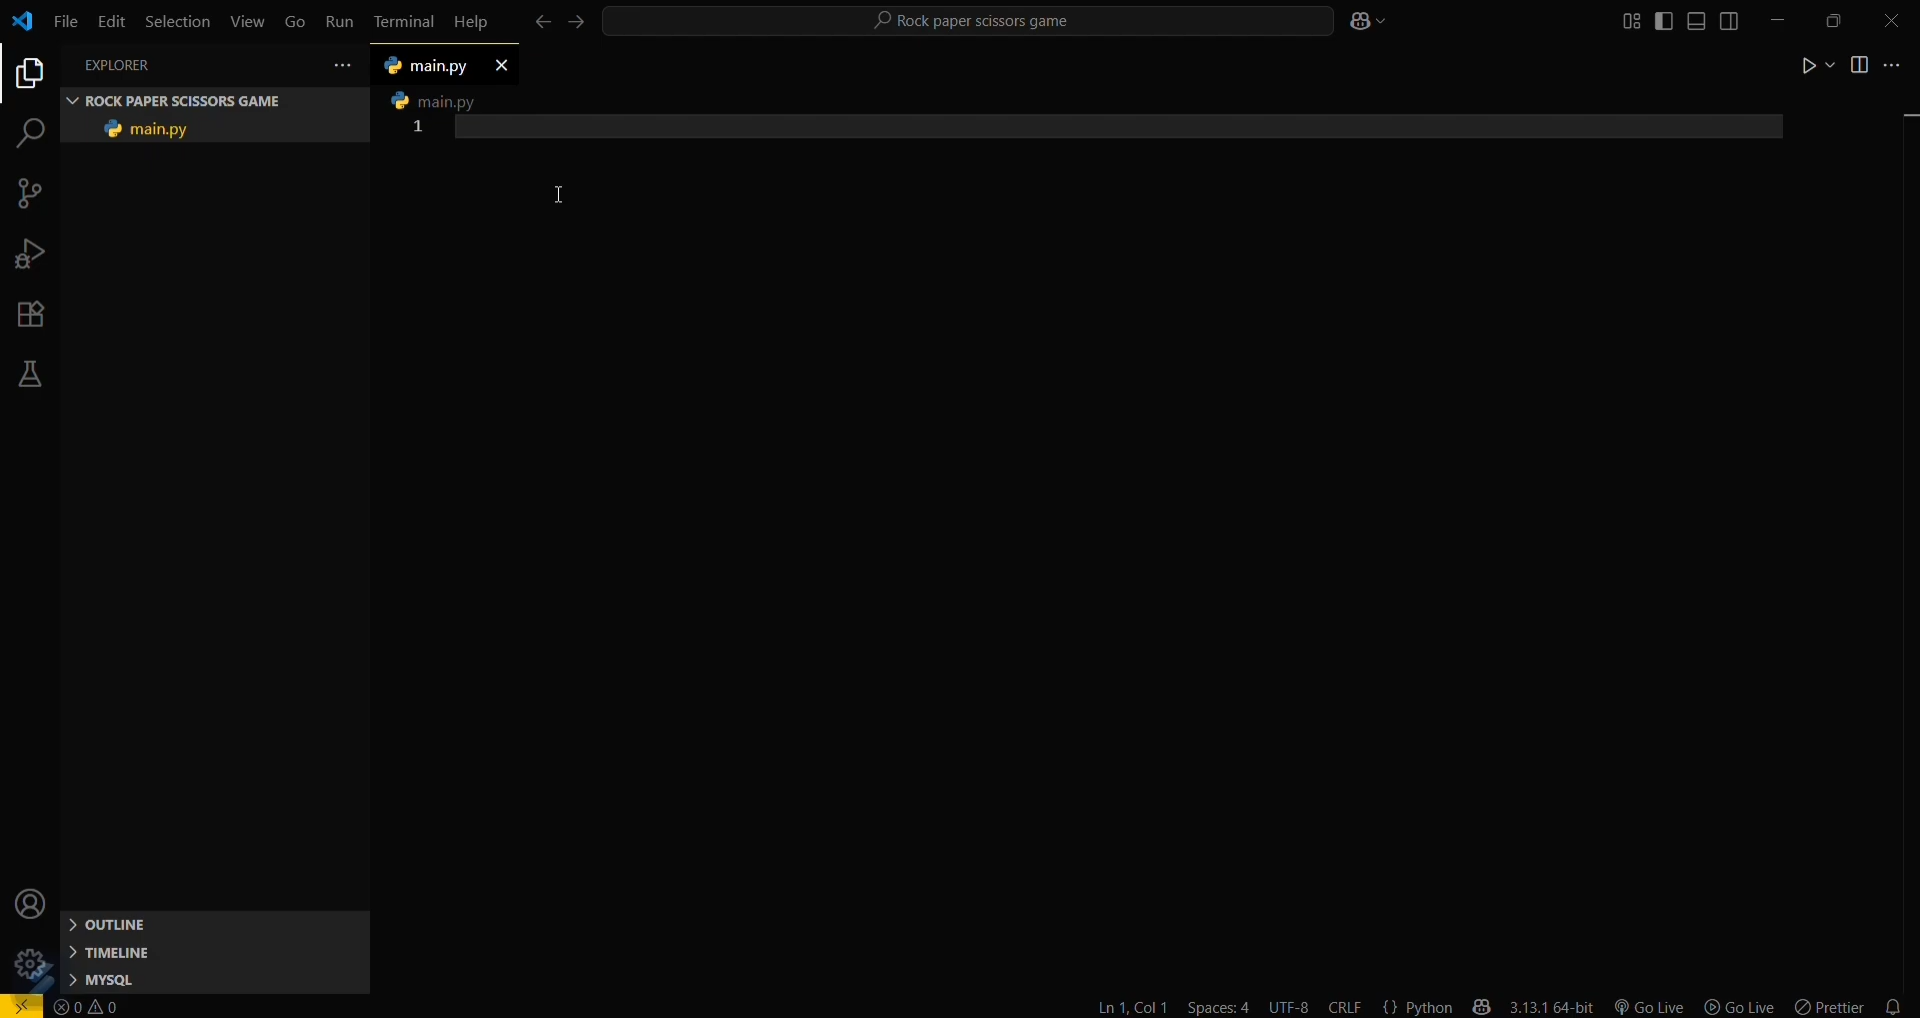 File Edit Selection View Go Run Terminal Help Rock paper scissors game
EXPLORER
main.py
ROCK PAPER SCISSORS GAME
main.py
main.py
1
OUTLINE
TIMELINE
MYSQL
0 0 Ln 1, Col 1 Spaces: 4 UTF-8 CRLF {} Python 3.13.1 64-bit Go Live Go Live Prettier